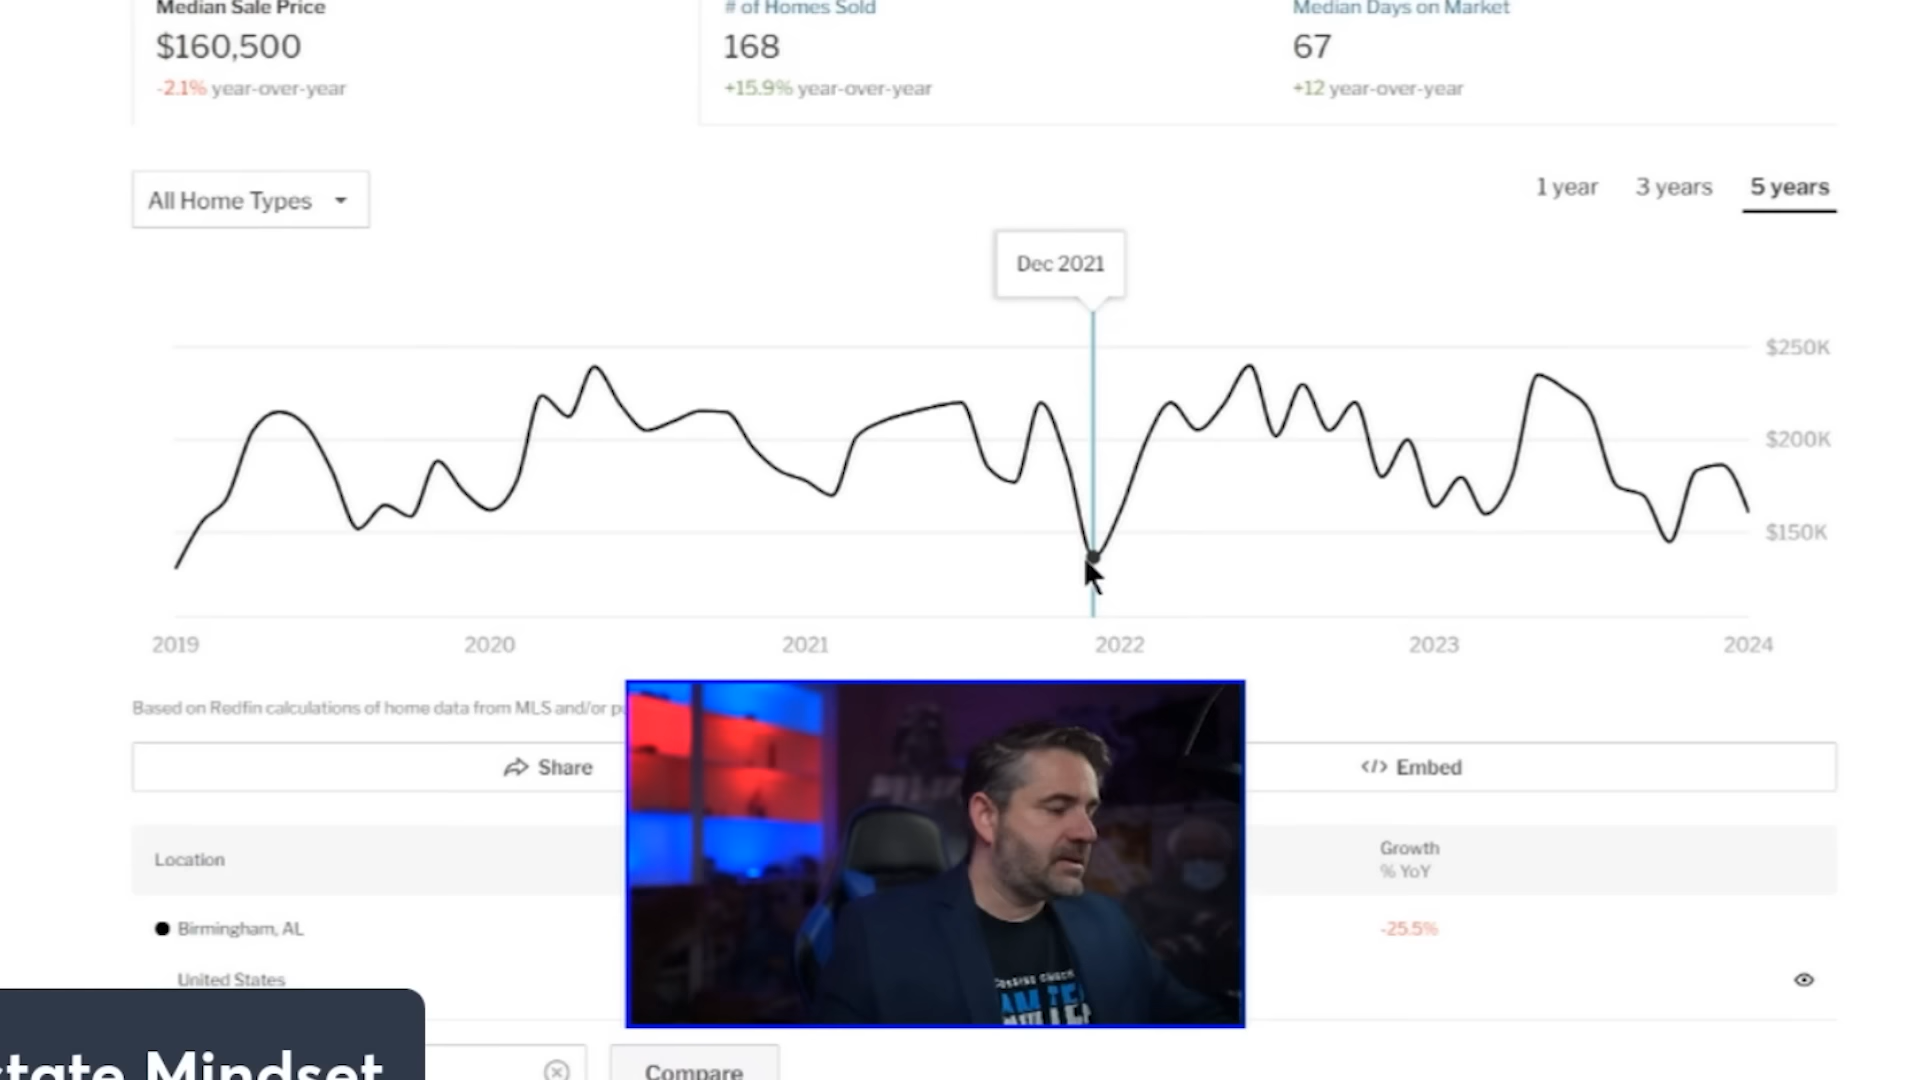 Median Sale Price
# of Homes Sold
Median Days on Market
$160,500
168
67
-2.1% year-over-year
+15.9% year-over-year
+12 year-over-year
All Home Types
1 year
3 years
5 years
Dec 2021
$250K
$200K
$150K
2019
2020
2021
2022
2023
2024
Based on Redfin calculations of home data from MLS and/or
Share
</> Embed
Location
Growth
% YoY
Birmingham, AL
-25.5%
United States
Mindset
Compare